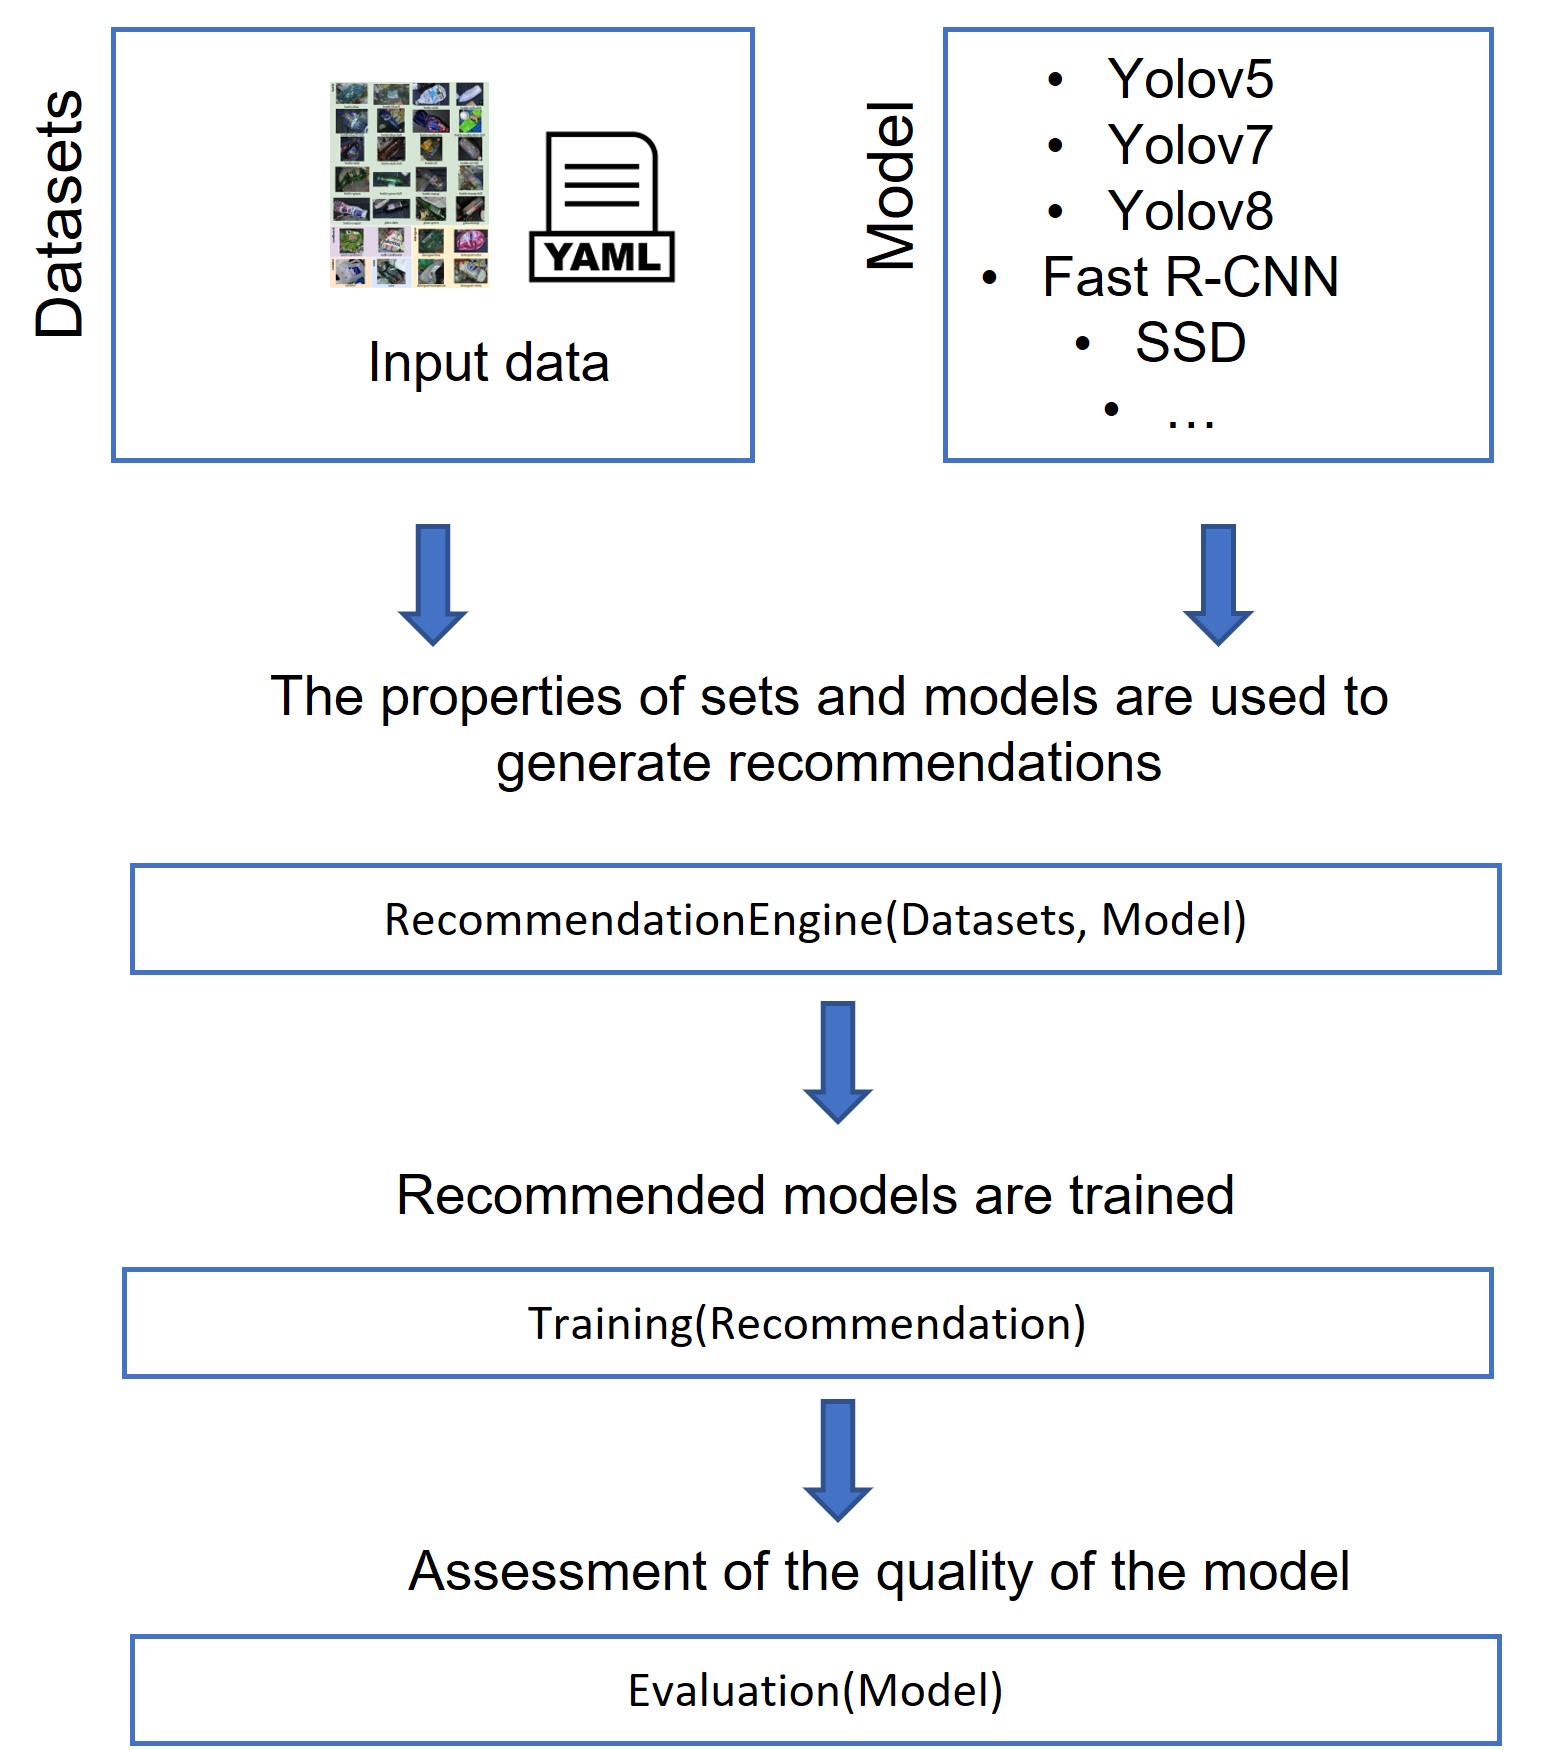 Datasets
YAML
Input data
Model
• Yolov5
• Yolov7
• Yolov8
• Fast R-CNN
• SSD
• ...
The properties of sets and models are used to
generate recommendations
RecommendationEngine(Datasets, Model)
Recommended models are trained
Training(Recommendation)
Assessment of the quality of the model
Evaluation(Model)